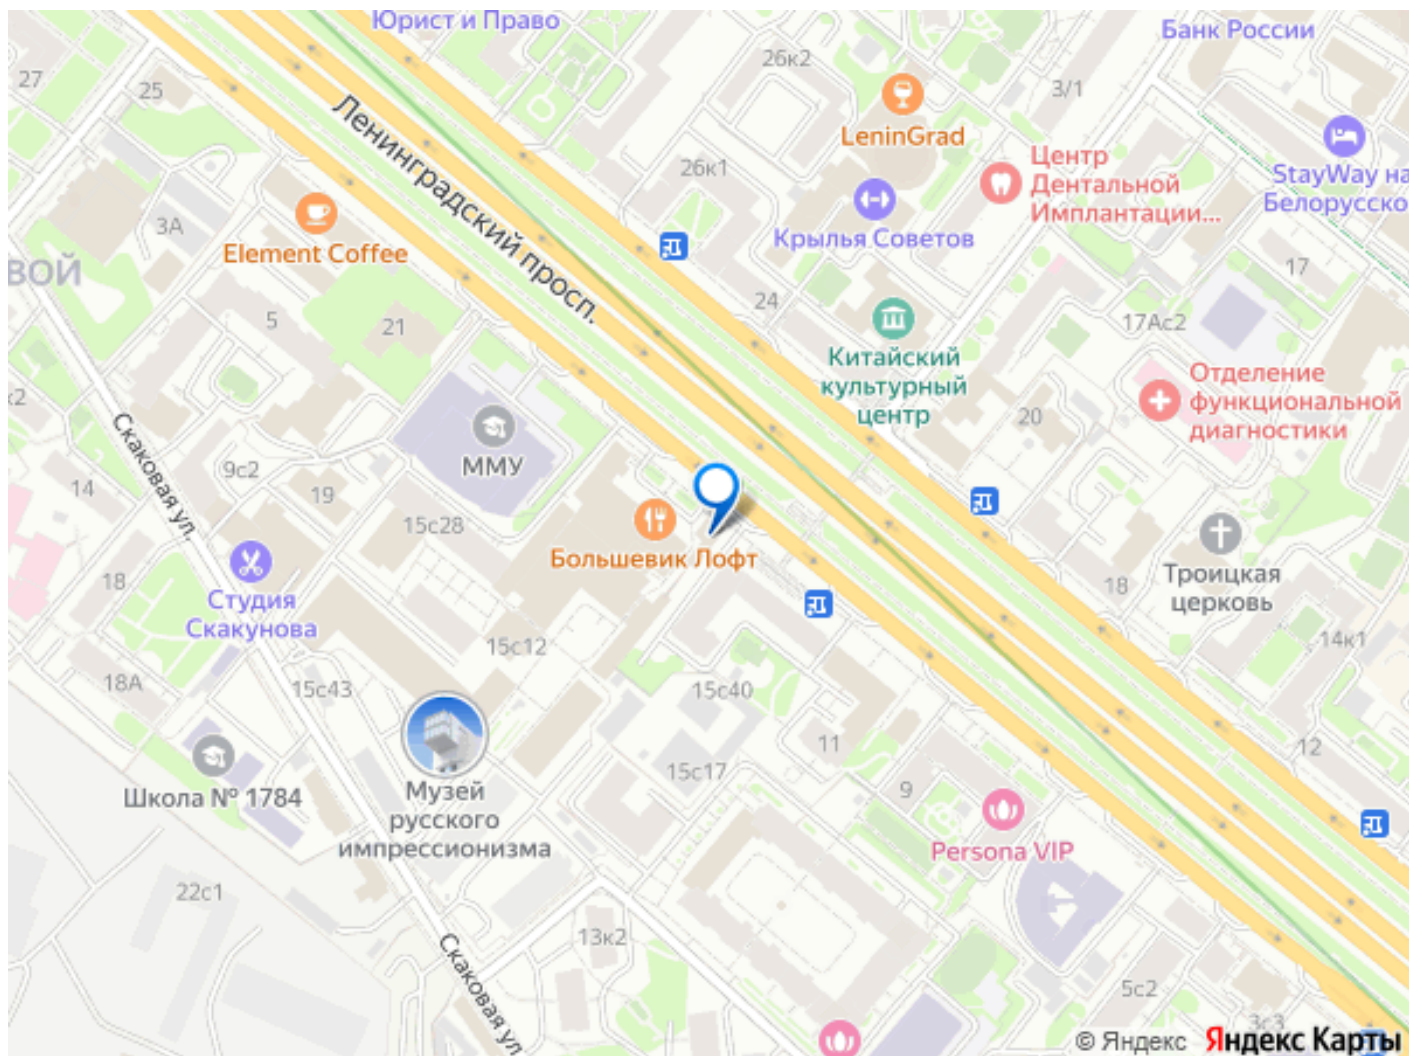 Юрист и Право
Банк России
26к2
27
25
3/1
LeninGrad
Ленинградский просп.
26к1
Центр
Дентальной
Имплантации...
StayWay на
Белорусско
3А
Element Coffee
Крылья Советов
ВОЙ
17
24
5
21
17Ас2
Китайский
культурный
центр
Отделение
функциональной
диагностики
к2
20
Скаковая ул.
ММУ
9с2
14
19
15с28
Большевик Лофт
18
Троицкая
церковь
18
Студия
Скакунова
14к1
15с12
18А
15с43
15с40
11
12
15с17
Музей
русского
импрессионизма
Школа № 1784
9
Persona VIP
22с1
13к2
Скаковая ул.
5с2
3с3
© Яндекс Яндекс Карты